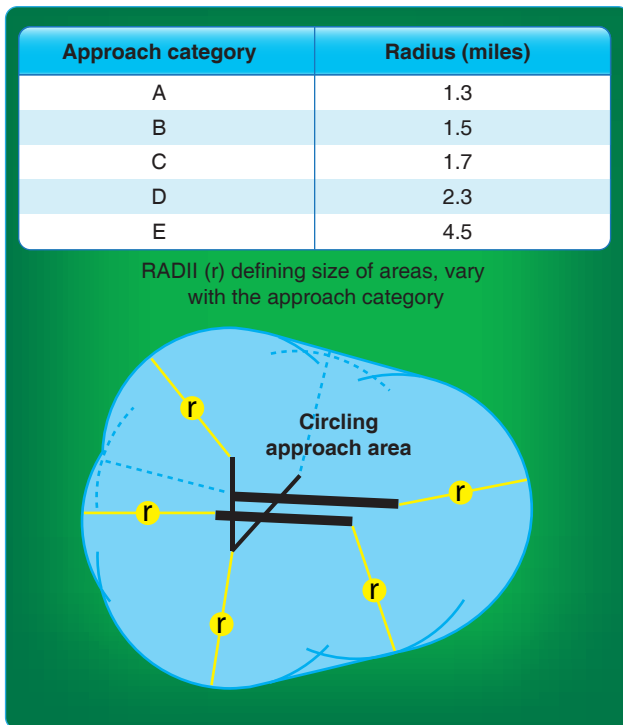 Approach category Radius (miles)
A 1.3
B 1.5
C 1.7
D 2.3
E 4.5
RADII (r) defining size of areas, vary
with the approach category
r
Circling
approach area
r
r
r
r